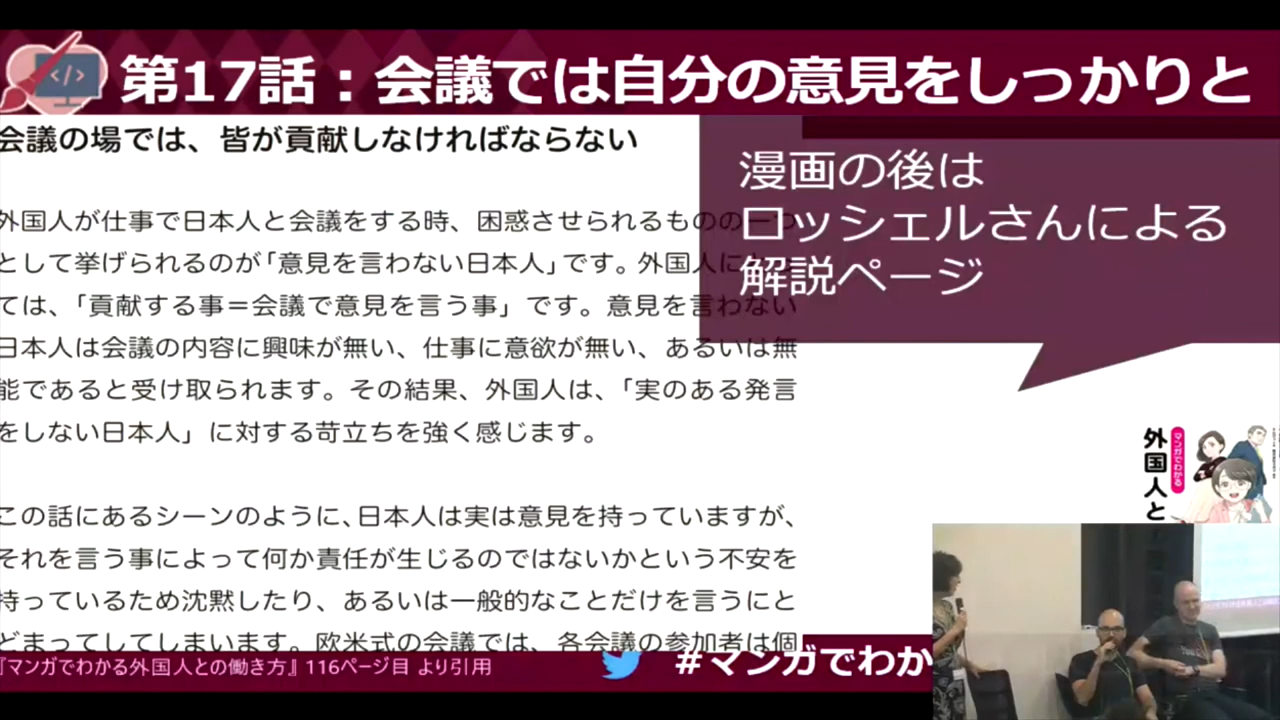 第17話：会議では自分の意見をしっかりと
会議の場では、皆が貢献しなければならない
外国人が仕事で日本人と会議をする時、困惑させられるものの一つ
として挙げられるのが「意見を言わない日本人」です。外国人に
ては、「貢献する事＝会議で意見を言う事」です。意見を言わない
日本人は会議の内容に興味が無い、仕事に意欲が無い、あるいは無
能であると受け取られます。その結果、外国人は、「実のある発言
をしない日本人」に対する苛立ちを強く感じます。
この話にあるシーンのように、日本人は実は意見を持っていますが、
それを言う事によって何か責任が生じるのではないかという不安を
持っているため沈黙したり、あるいは一般的なことだけを言うにと
どまってしてしまいます。欧米式の会議では、各会議の参加者は個
漫画の後は
ロッシェルさんによる
解説ページ
マンガでわかる
外国人と
『マンガでわかる外国人との働き方』116ページ目 より引用
#マンガでわか